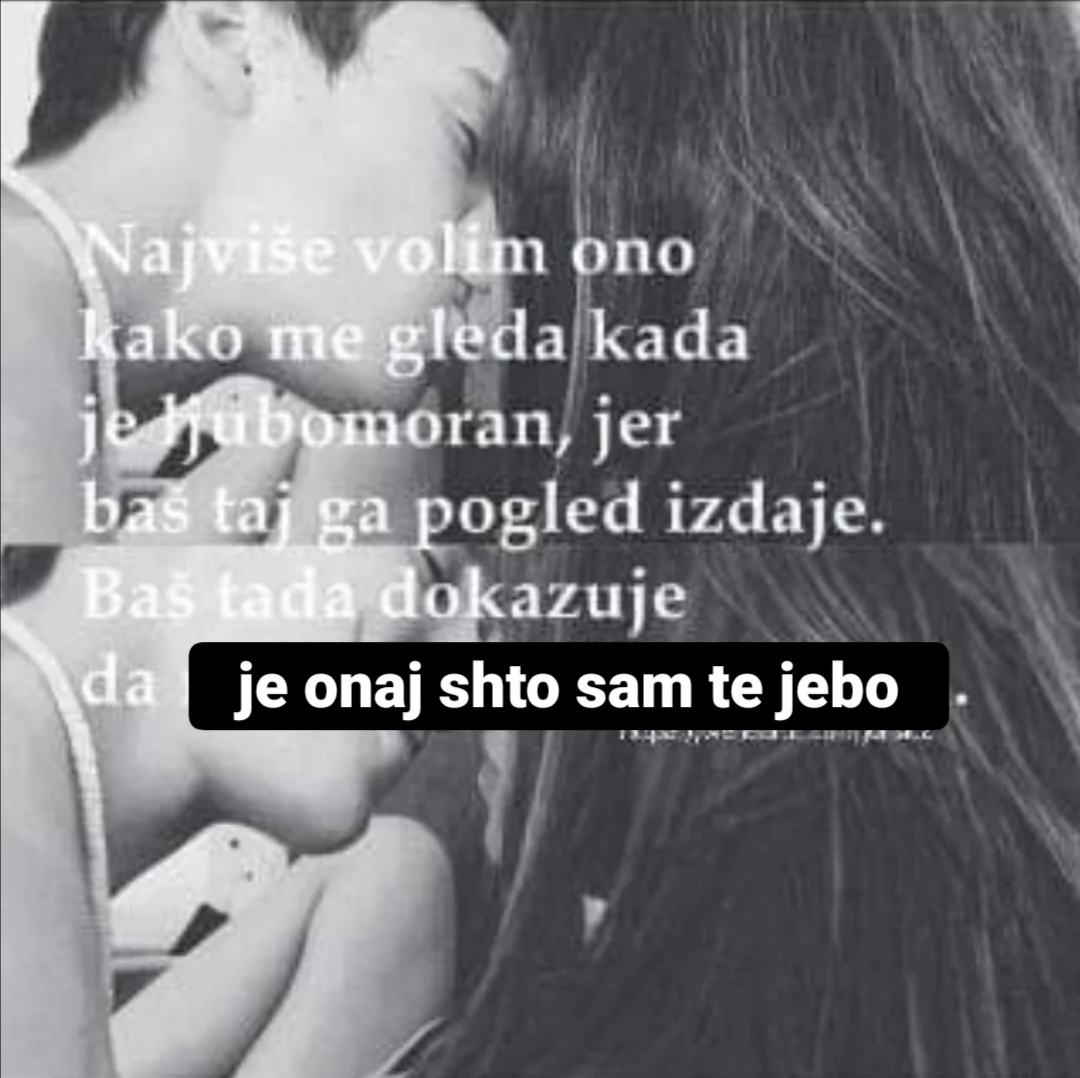 Najviše volim ono
kako me gleda kada
je ljubomoran, jer
baš taj ga pogled izdaje.
Baš tada dokazuje
da je onaj shto sam te jebo .